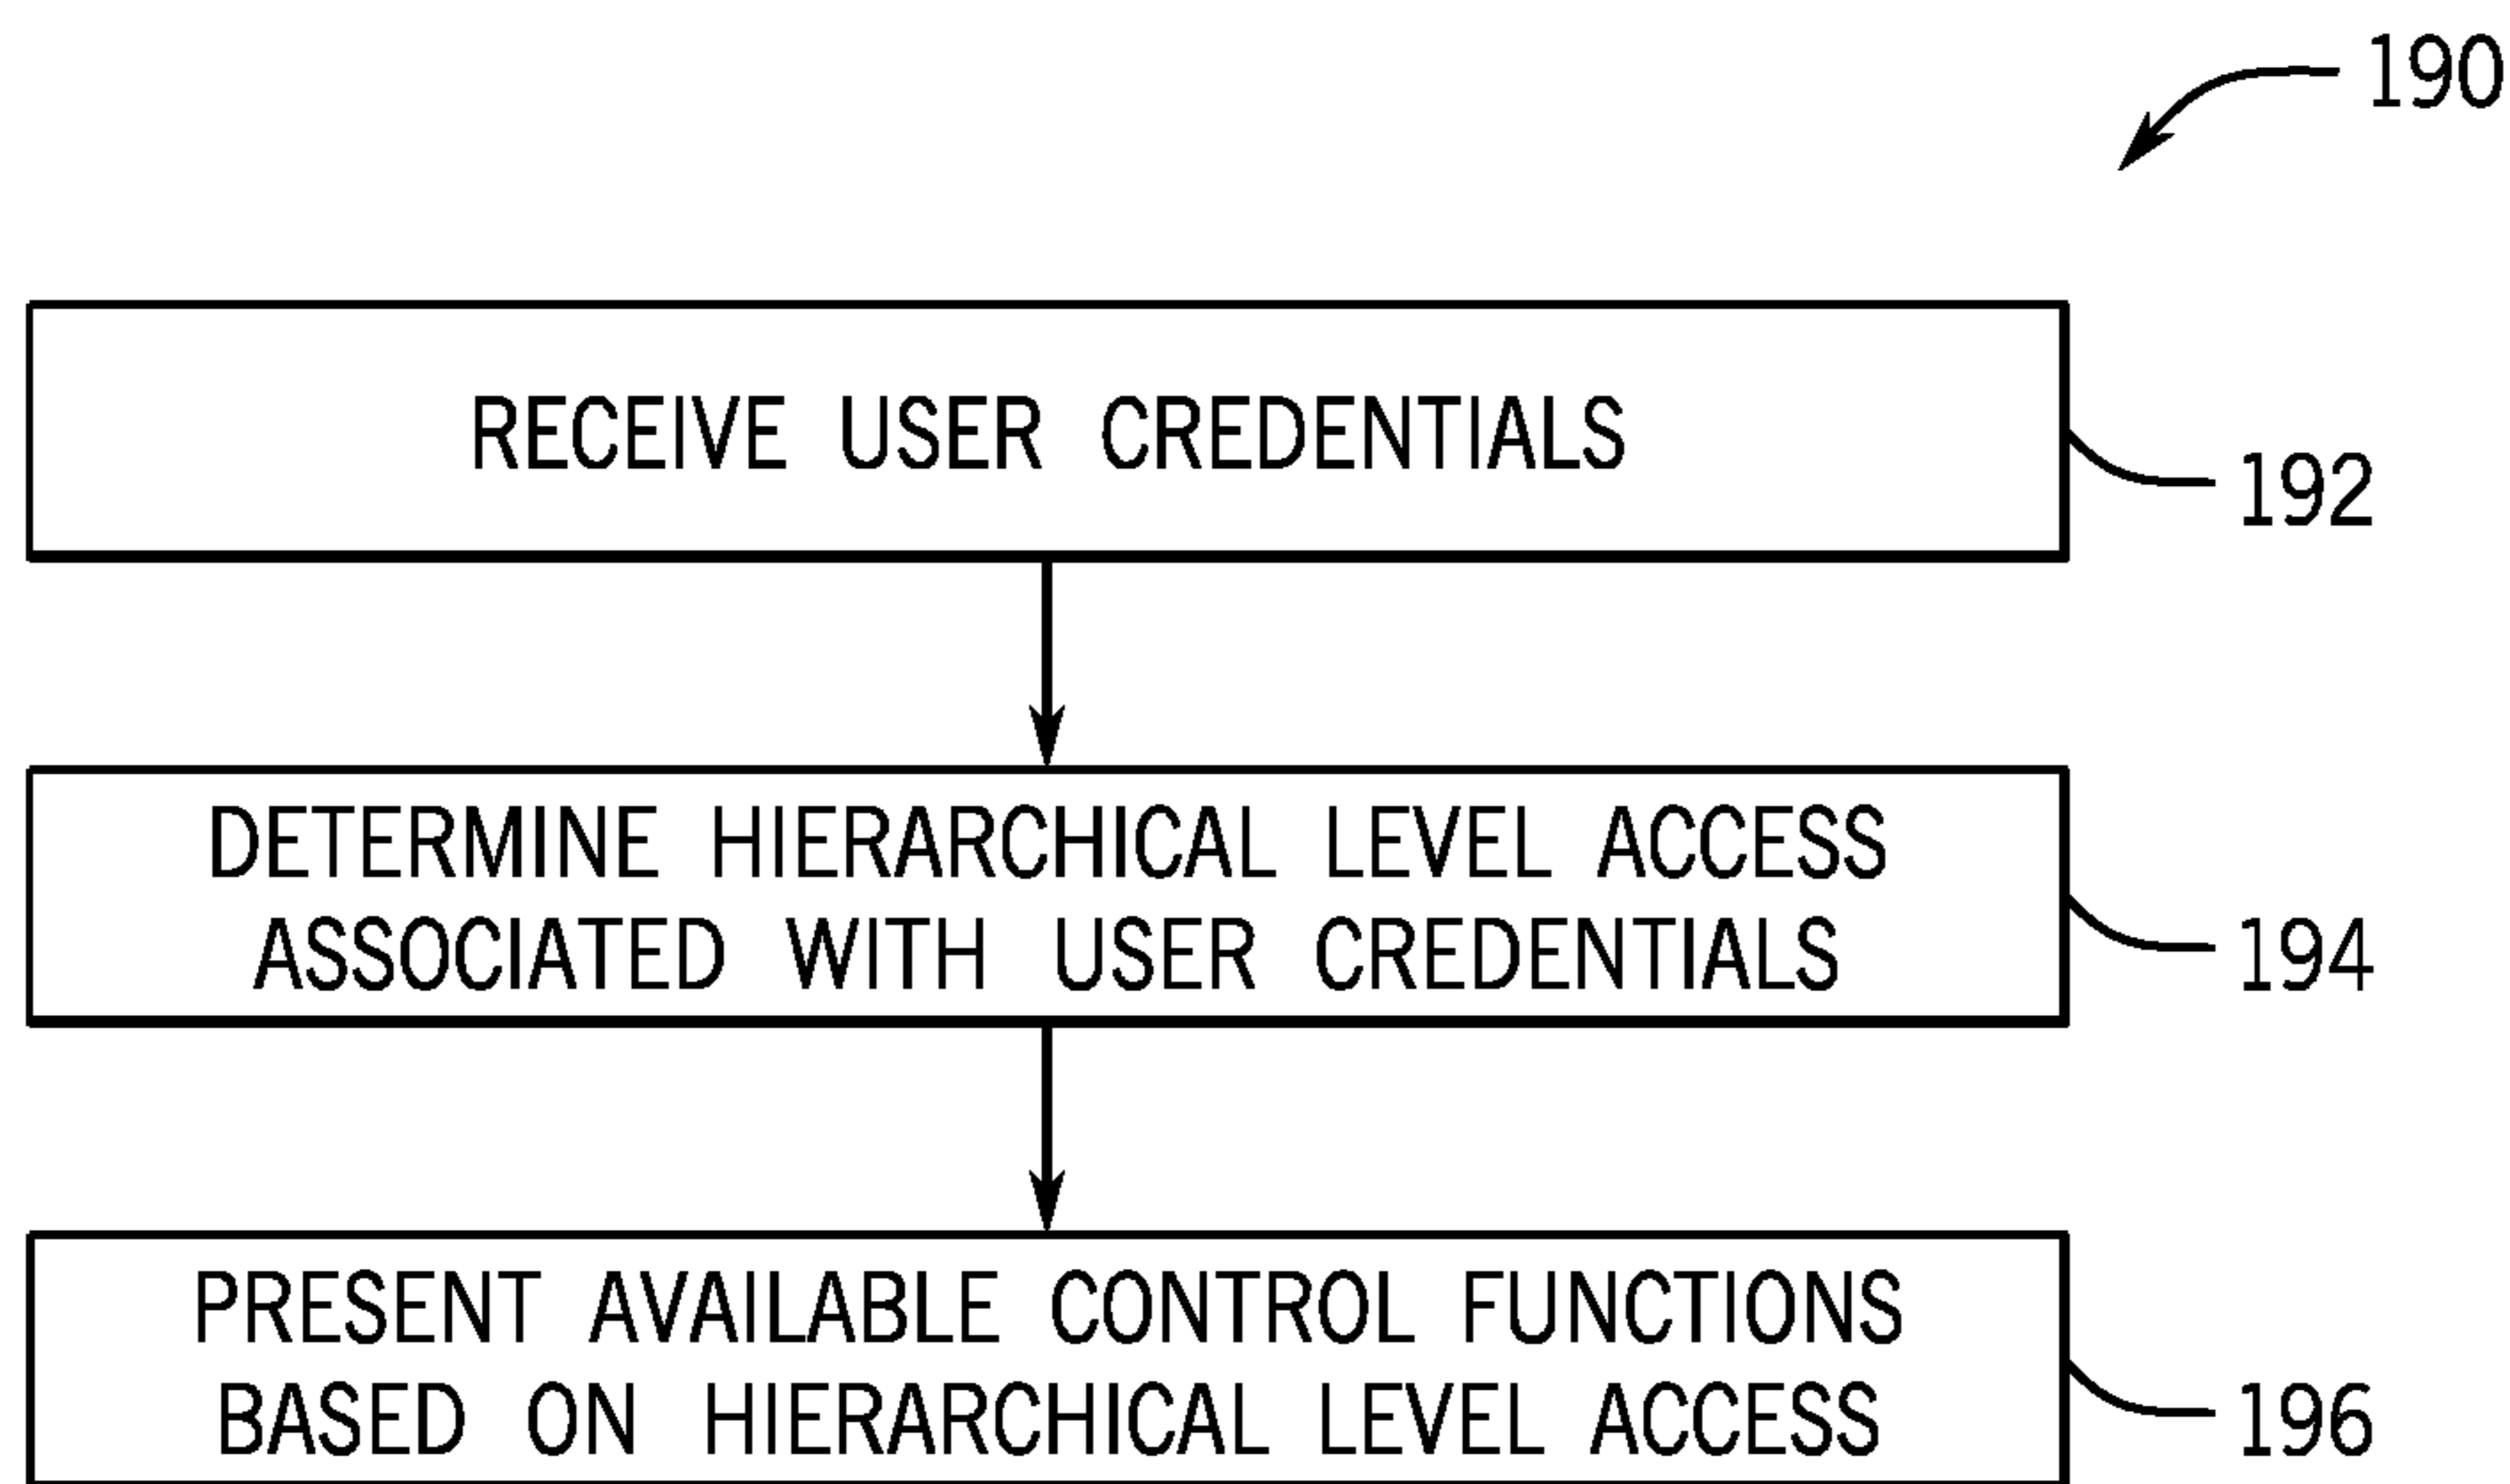 190
RECEIVE USER CREDENTIALS
192
DETERMINE HIERARCHICAL LEVEL ACCESS
ASSOCIATED WITH USER CREDENTIALS
194
PRESENT AVAILABLE CONTROL FUNCTIONS
BASED ON HIERARCHICAL LEVEL ACCESS
196